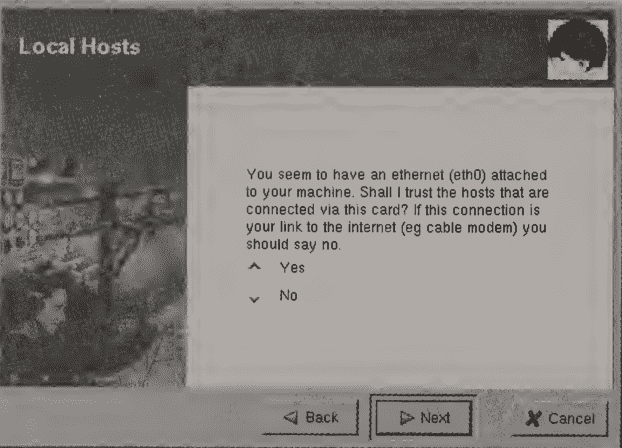 Local Hosts
You seem to have an ethernet (eth0) attached
to your machine. Shall I trust the hosts that are
connected via this card? If this connection is
your link to the internet (eg cable modem) you
should say no.
Yes
No
Back
Next
Cancel